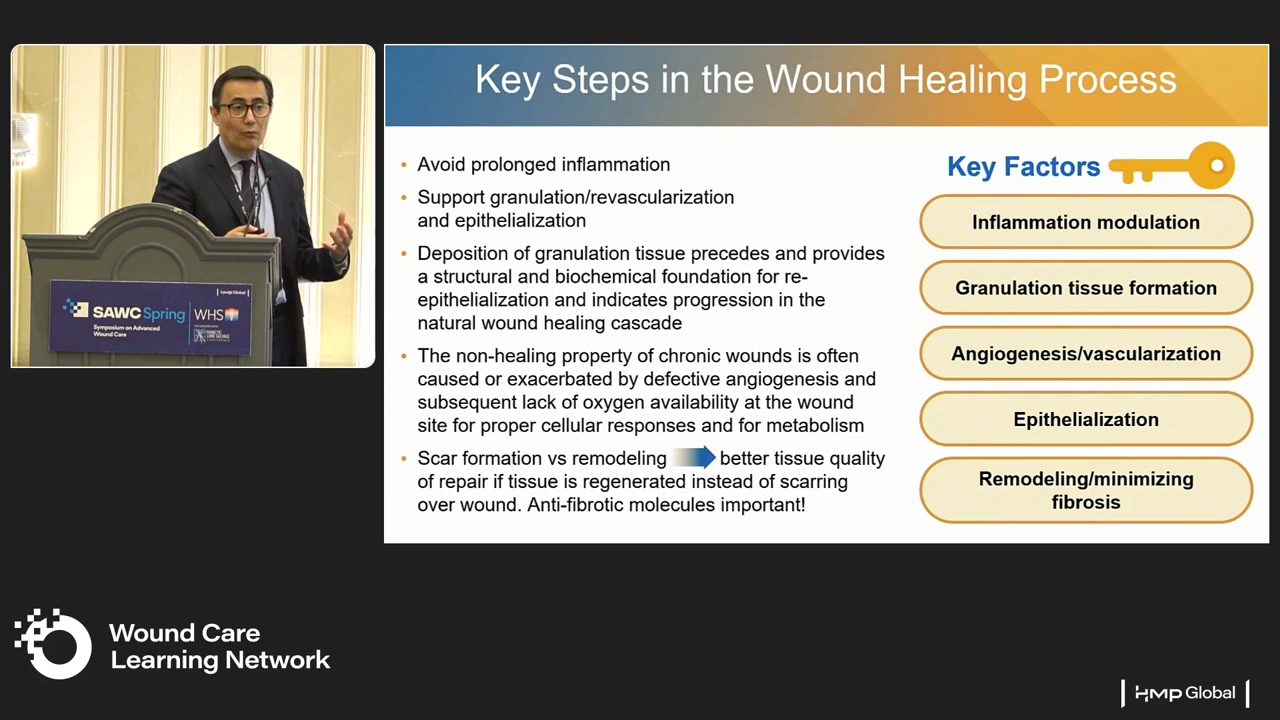 Key Steps in the Wound Healing Process
• Avoid prolonged inflammation
• Support granulation/revascularization
and epithelialization
• Deposition of granulation tissue precedes and provides
a structural and biochemical foundation for re-
epithelialization and indicates progression in the
natural wound healing cascade
• The non-healing property of chronic wounds is often
caused or exacerbated by defective angiogenesis and
subsequent lack of oxygen availability at the wound
site for proper cellular responses and for metabolism
• Scar formation vs remodeling better tissue quality
of repair if tissue is regenerated instead of scarring
over wound. Anti-fibrotic molecules important!
Key Factors
Inflammation modulation
Granulation tissue formation
Angiogenesis/vascularization
Epithelialization
Remodeling/minimizing
fibrosis
HMP Global
SAWC Spring
Symposium on Advanced
Wound Care
WHS
Wound Care
Learning Network
HMP Global